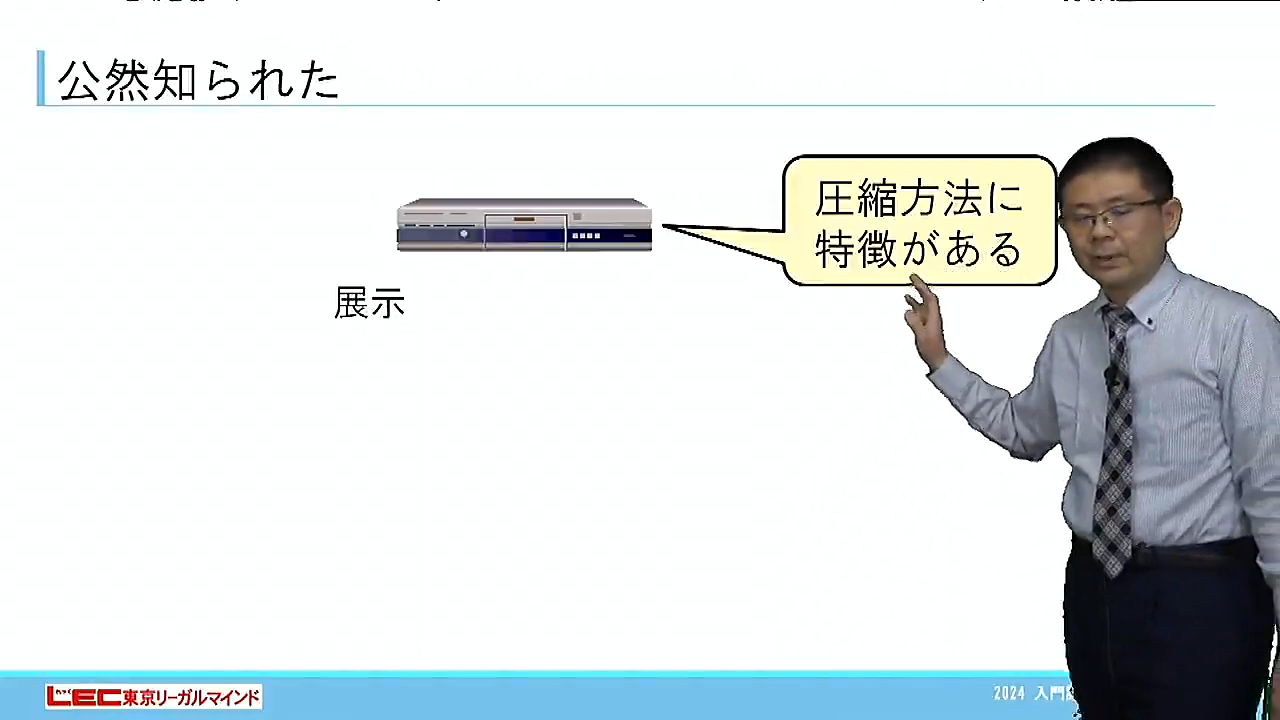 公然知られた
圧縮方法に
特徴がある
展示
LEC東京リーガルマインド
2024 入門